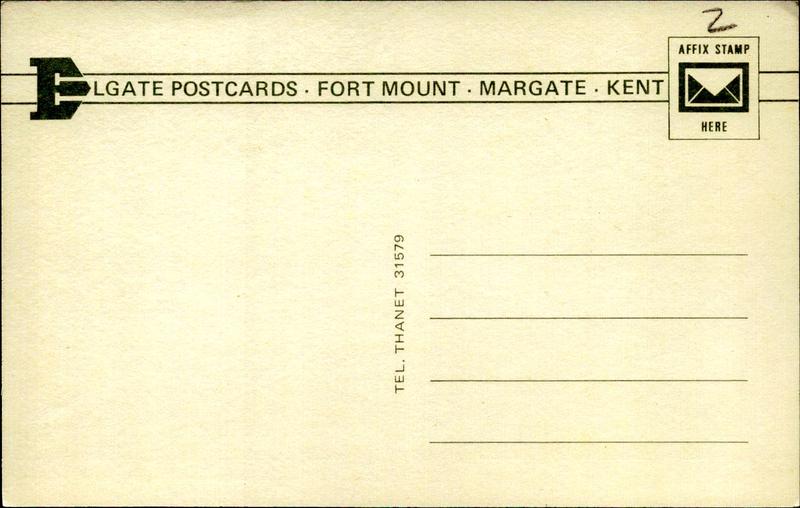 2
AFFIX STAMP
ELGATE POSTCARDS · FORT MOUNT · MARGATE · KENT
HERE
TEL. THANET 31579